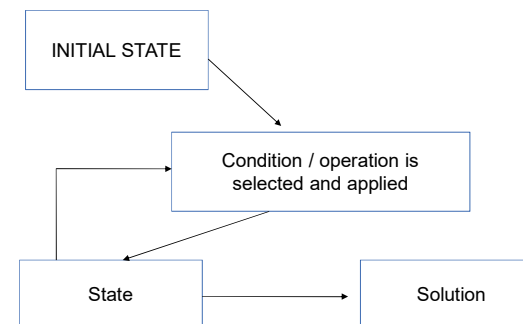 INITIAL STATE
Condition / operation is
selected and applied
State
Solution